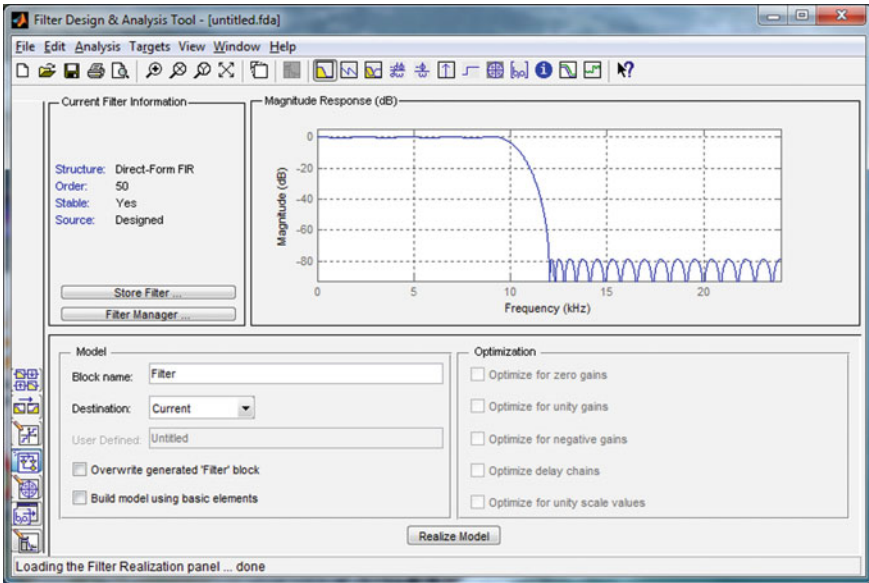 Filter Design & Analysis Tool - [untitled.fda]
File Edit Analysis Targets View Window Help
Current Filter Information
Structure: Direct-Form FIR
Order: 50
Stable: Yes
Source: Designed
Store Filter ...
Filter Manager ...
Magnitude Response (dB)
Magnitude (dB)
0
-20
-40
-60
-80
0 5 10 15 20
Frequency (kHz)
Model
Block name: Filter
Destination: Current
User Defined: Untitled
Overwrite generated 'Filter' block
Build model using basic elements
Optimization
Optimize for zero gains
Optimize for unity gains
Optimize for negative gains
Optimize delay chains
Optimize for unity scale values
Realize Model
Loading the Filter Realization panel ... done